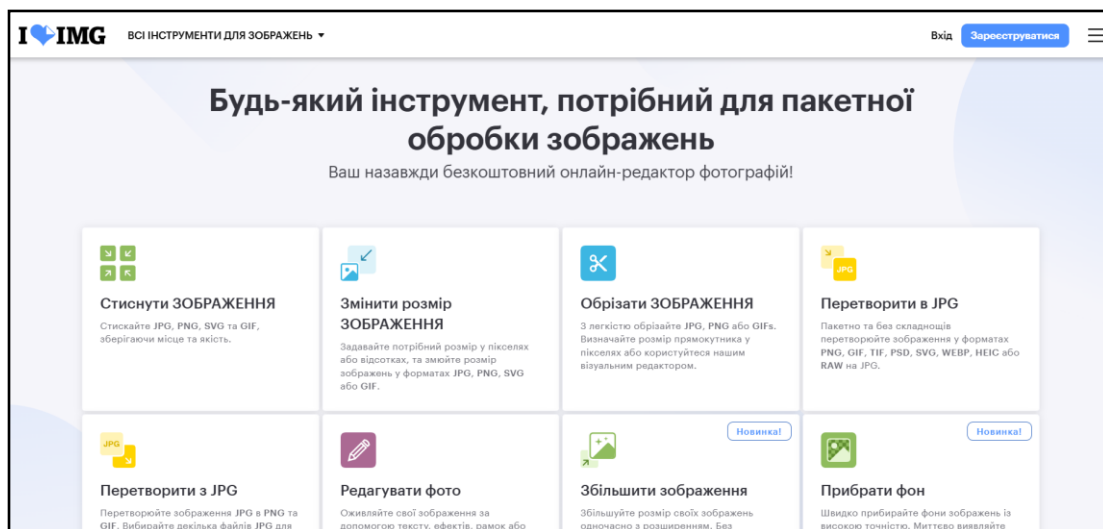 I IMG ВСІ ІНСТРУМЕНТИ ДЛЯ ЗОБРАЖЕНЬ Вхід Зареєструватися
Будь-який інструмент, потрібний для пакетної
обробки зображень
Ваш назавжди безкоштовний онлайн-редактор фотографій!
Стиснути ЗОБРАЖЕННЯ
Стискайте JPG, PNG, SVG та GIF,
зберігаючи місце та якість.
Змінити розмір
ЗОБРАЖЕННЯ
Задавайте потрібний розмір у пікселях
або відсотках, та змюйте розмір
зображень у форматах JPG, PNG, SVG
або GIF.
Обрізати ЗОБРАЖЕННЯ
З легкістю обрізайте JPG, PNG або GIFs.
Визначайте розмір прямокутника у
пікселях або користуйтеся нашим
візуальним редактором.
JPG
Перетворити в JPG
Пакетно та без складнощів
перетворюйте зображення у форматах
PNG, GIF, TIF, PSD, SVG, WEBP, HEIC або
RAW на JPG.
JPG
Перетворити з JPG
Перетворюйте зображення JPG в PNG та
GIF. Вибирайте декілька файлів JPG для
Редагувати фото
Оживляйте свої зображення за
допомогою тексту, ефектів, рамок або
Новинка!
Збільшити зображення
Збільшуйте розмір своїх зображень
одночасно з розширенням. Без
Новинка!
Прибрати фон
Швидко прибирайте фони зображень із
високою точністю. Миттєво виявляйте